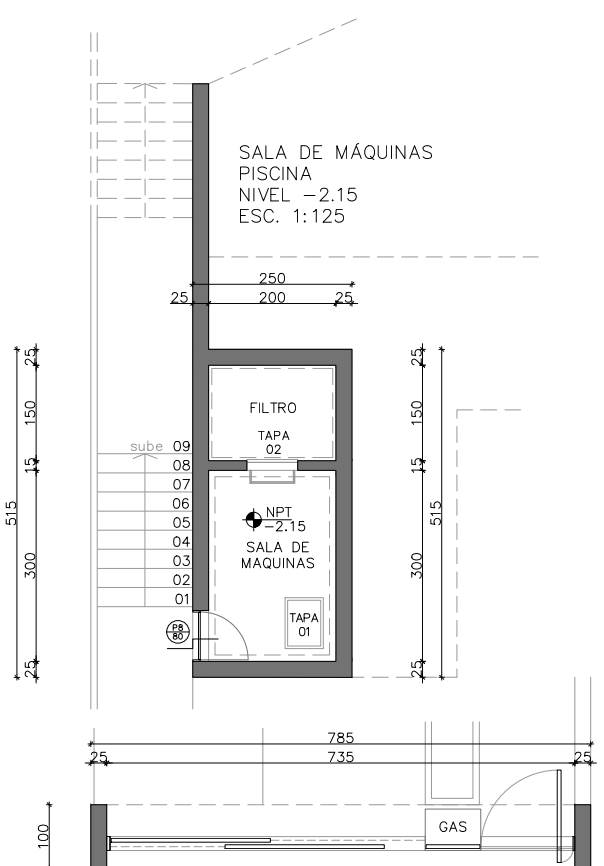 SALA DE MÁQUINAS
PISCINA
NIVEL -2.15
ESC. 1:125
250
25 200 25
25
150
15
300
25
515
25
150
15
300
25
515
FILTRO
TAPA
02
sube 09
08
07
06
05
04
03
02
01
NPT
-2.15
SALA DE
MAQUINAS
TAPA
01
P8
80
785
25 735 25
GAS
100